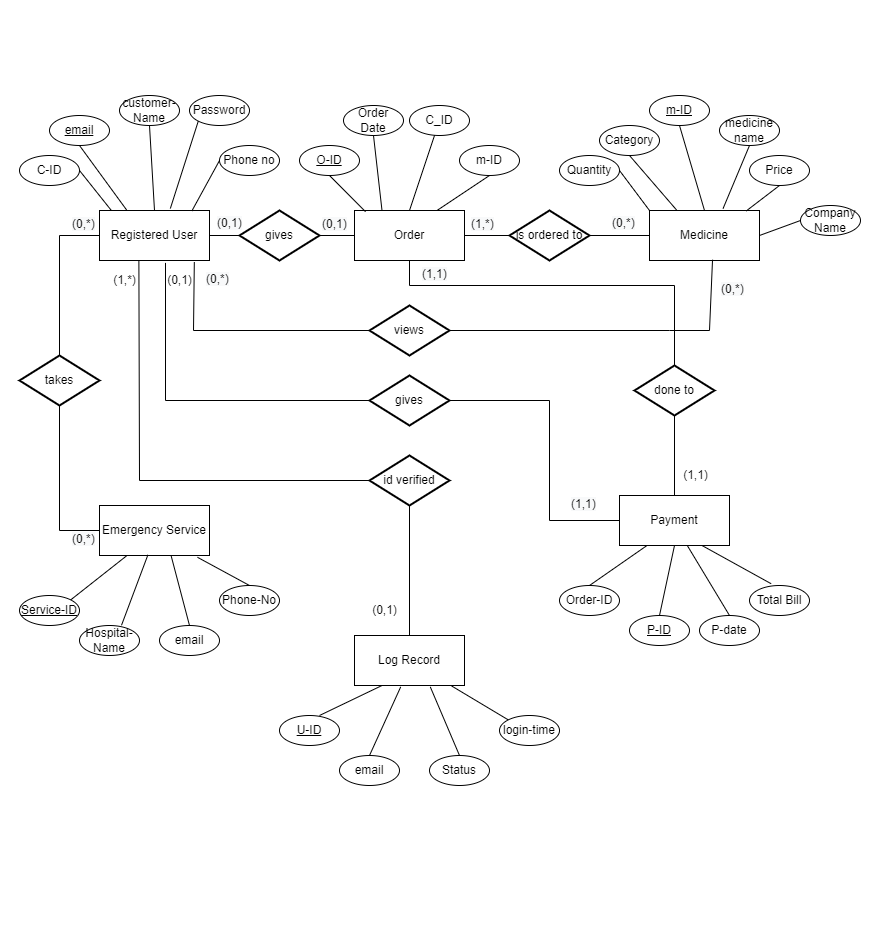 customer-
Name
Password
Order
Date
C_ID
m-ID
email
Category
medicine
name
C-ID
Phone no
O-ID
m-ID
Quantity
Price
Company
Name
(0,*)
(0,1)
(0,1)
(1,*)
(0,*)
Registered User
gives
Order
is ordered to
Medicine
(1,*)
(0,1)
(0,*)
(1,1)
(0,*)
views
takes
gives
done to
id verified
(1,1)
(1,1)
Emergency Service
(0,*)
Payment
Service-ID
Phone-No
Hospital-
Name
email
Order-ID
Total Bill
P-ID
P-date
(0,1)
Log Record
U-ID
login-time
email
Status